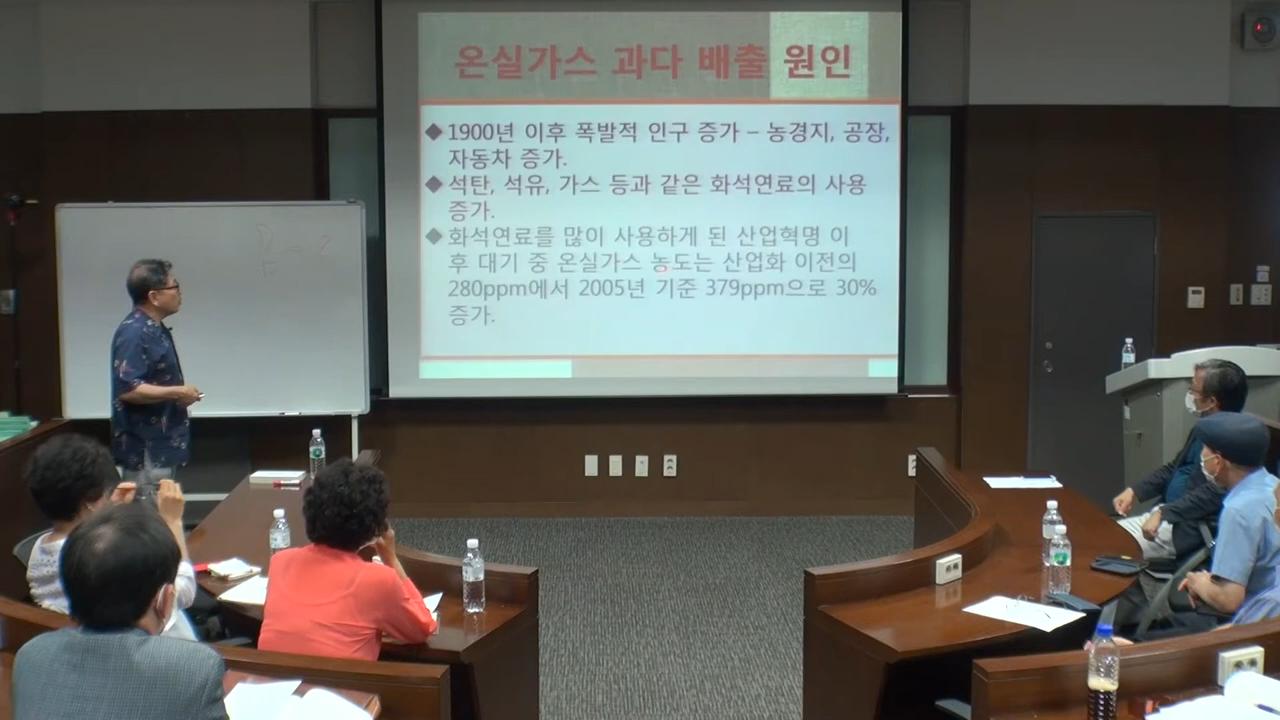 온실가스 과다 배출 원인
◆1900년 이후 폭발적 인구 증가 – 농경지, 공장,
자동차 증가.
◆석탄, 석유, 가스 등과 같은 화석연료의 사용
증가.
◆화석연료를 많이 사용하게 된 산업혁명 이
후 대기 중 온실가스 농도는 산업화 이전의
280ppm에서 2005년 기준 379ppm으로 30%
증가.